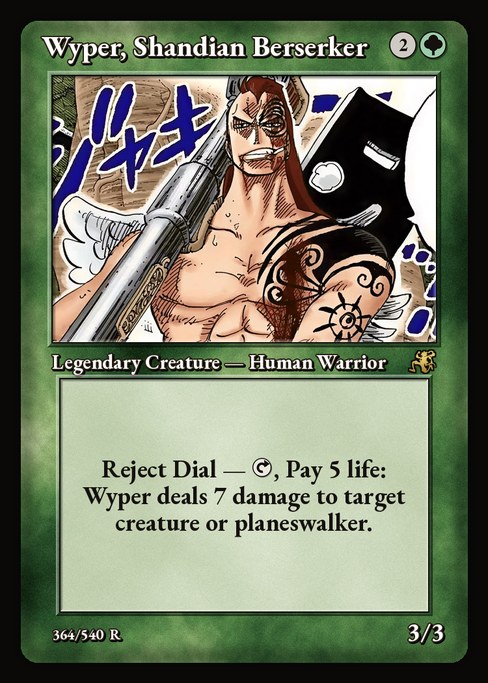 Wyper, Shandian Berserker 2
ジャキ
Legendary Creature — Human Warrior
Reject Dial — , Pay 5 life:
Wyper deals 7 damage to target
creature or planeswalker.
364/540 R
3/3